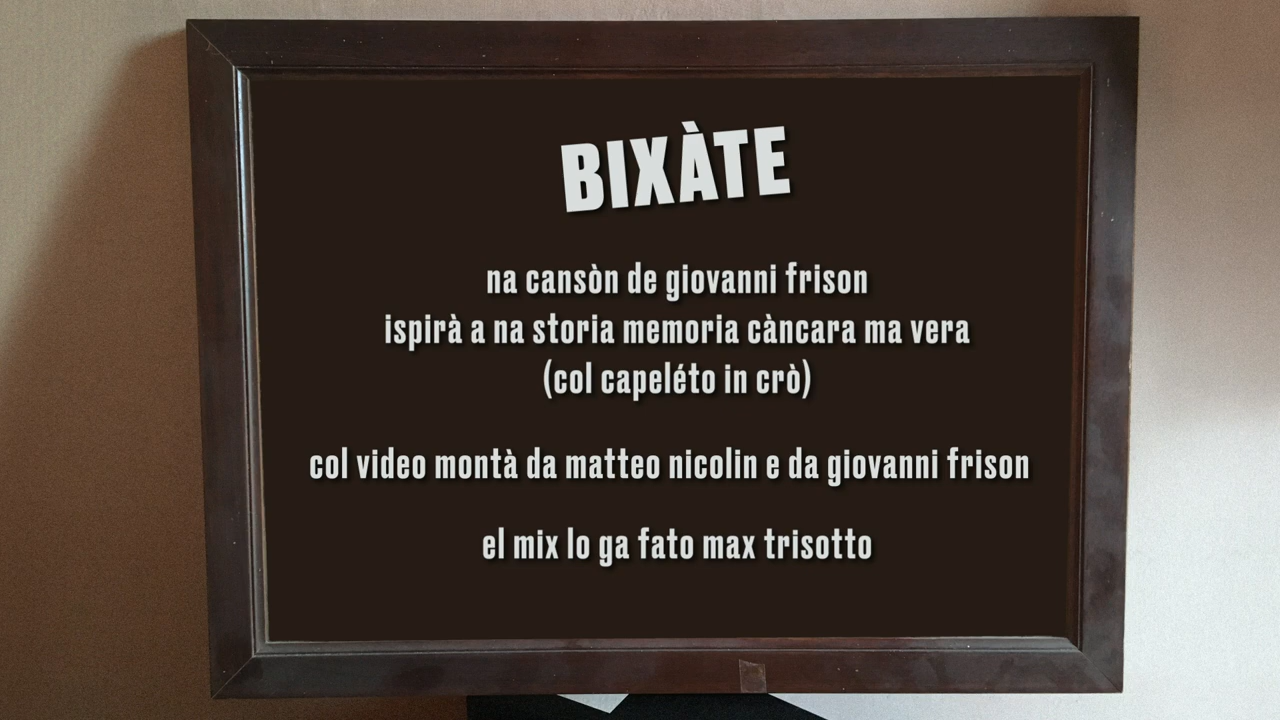 BIXÀTE
na cansòn de giovanni frison
ispirà a na storia memoria càncara ma vera
(col capeléto in crò)
col video montà da matteo nicolin e da giovanni frison
el mix lo ga fato max trisotto